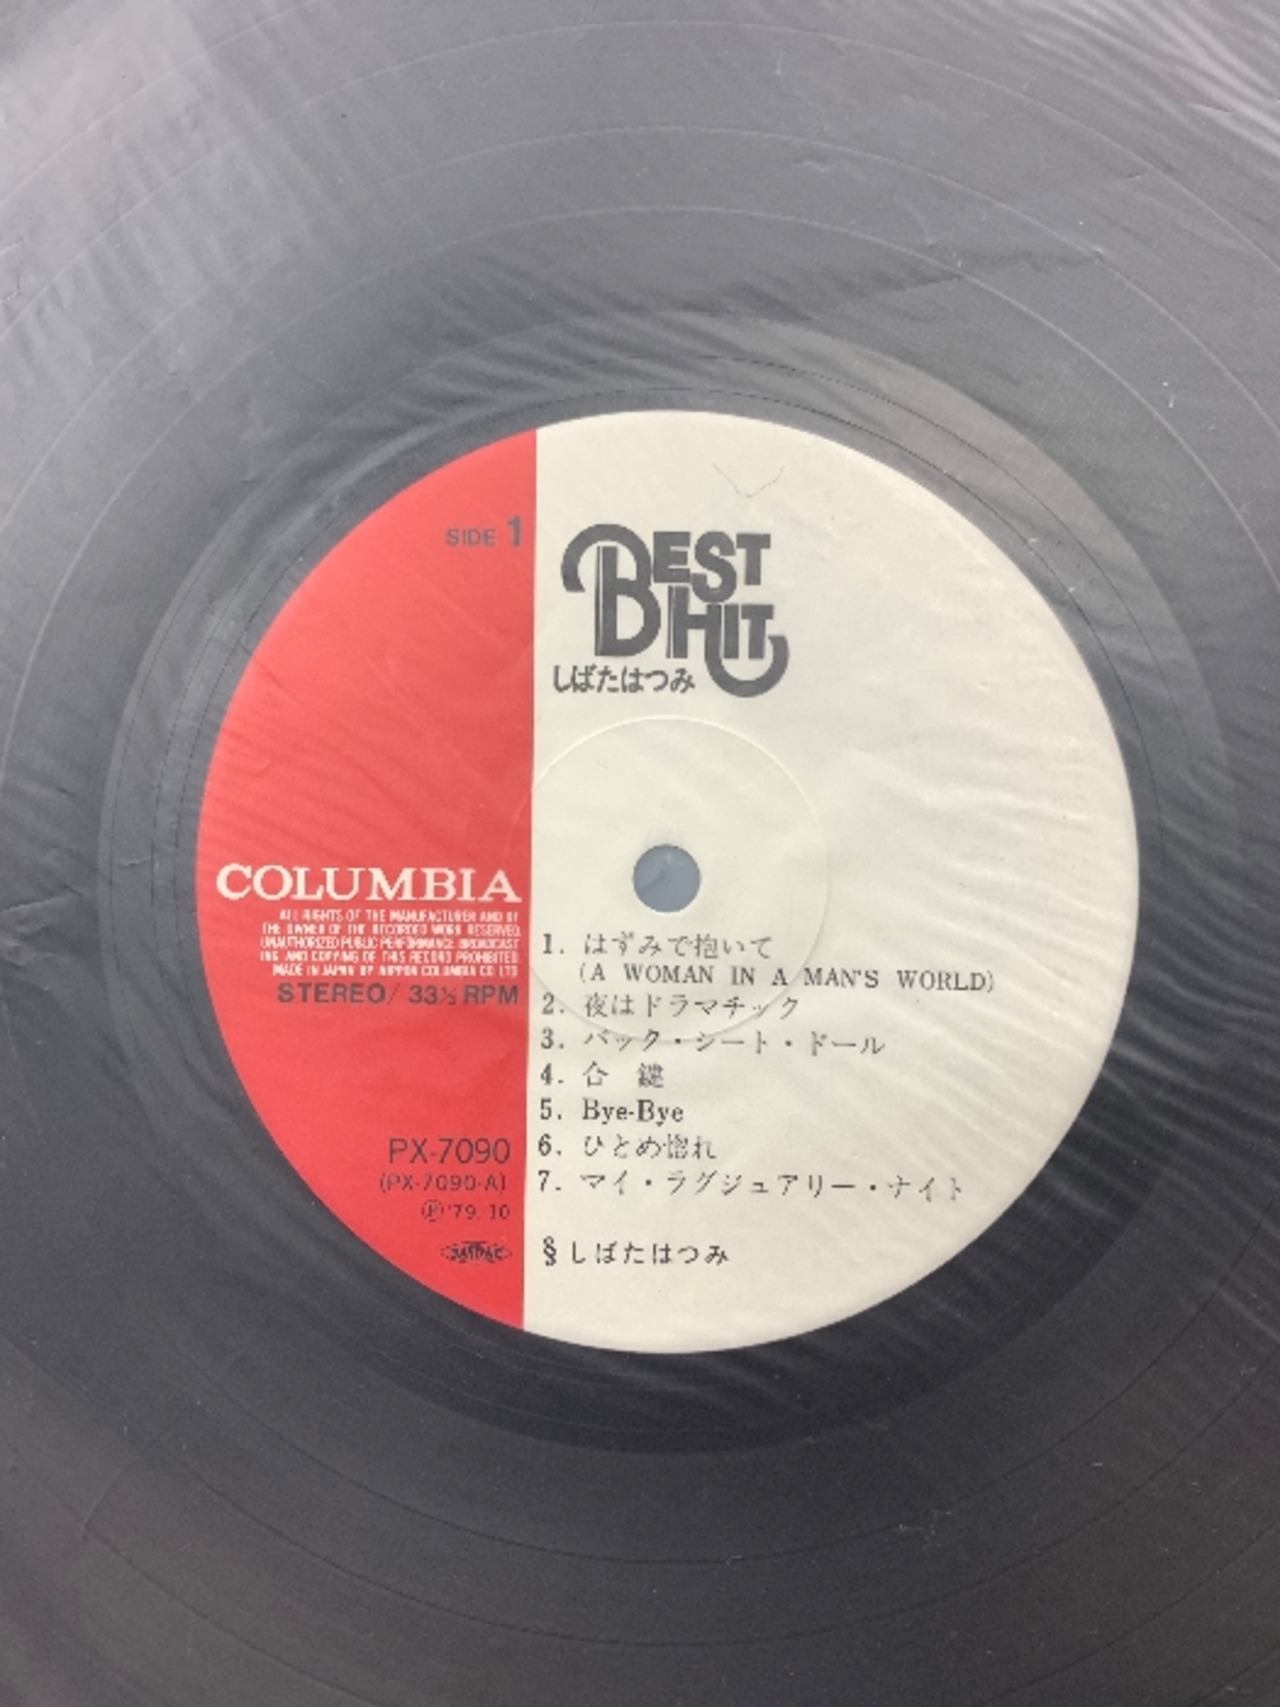 SIDE 1
BEST
HIT
しばたはつみ
COLUMBIA
ALL RIGHTS OF THE MANUFACTURER AND OF
THE OWNER OF THE RECORDED WORK RESERVED.
UNAUTHORIZED PUBLIC PERFORMANCE BROADCAST
ING AND COPYING OF THIS RECORD PROHIBITED.
MADE IN JAPAN BY NIPPON COLUMBIA CO LTD
STEREO/ 33⅓ RPM
1. はずみで抱いて
(A WOMAN IN A MAN'S WORLD)
2. 夜はドラマチック
3. バック・シート・ドール
4. 合 鍵
5. Bye-Bye
6. ひとめ惚れ
7. マイ・ラグジュアリー・ナイト
§ しばたはつみ
PX-7090
(PX-7090-A)
Ⓟ'79.10
JASRAC